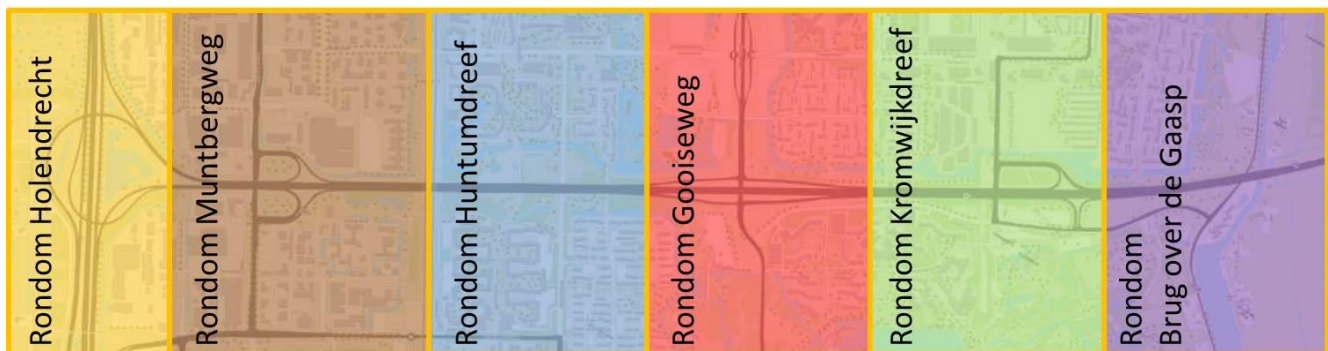 Rondom Holendrecht
Rondom Muntbergweg
Rondom Huntumdreef
Rondom Gooiseweg
Rondom Kromwijkdreef
Rondom
Brug over de Gaasp